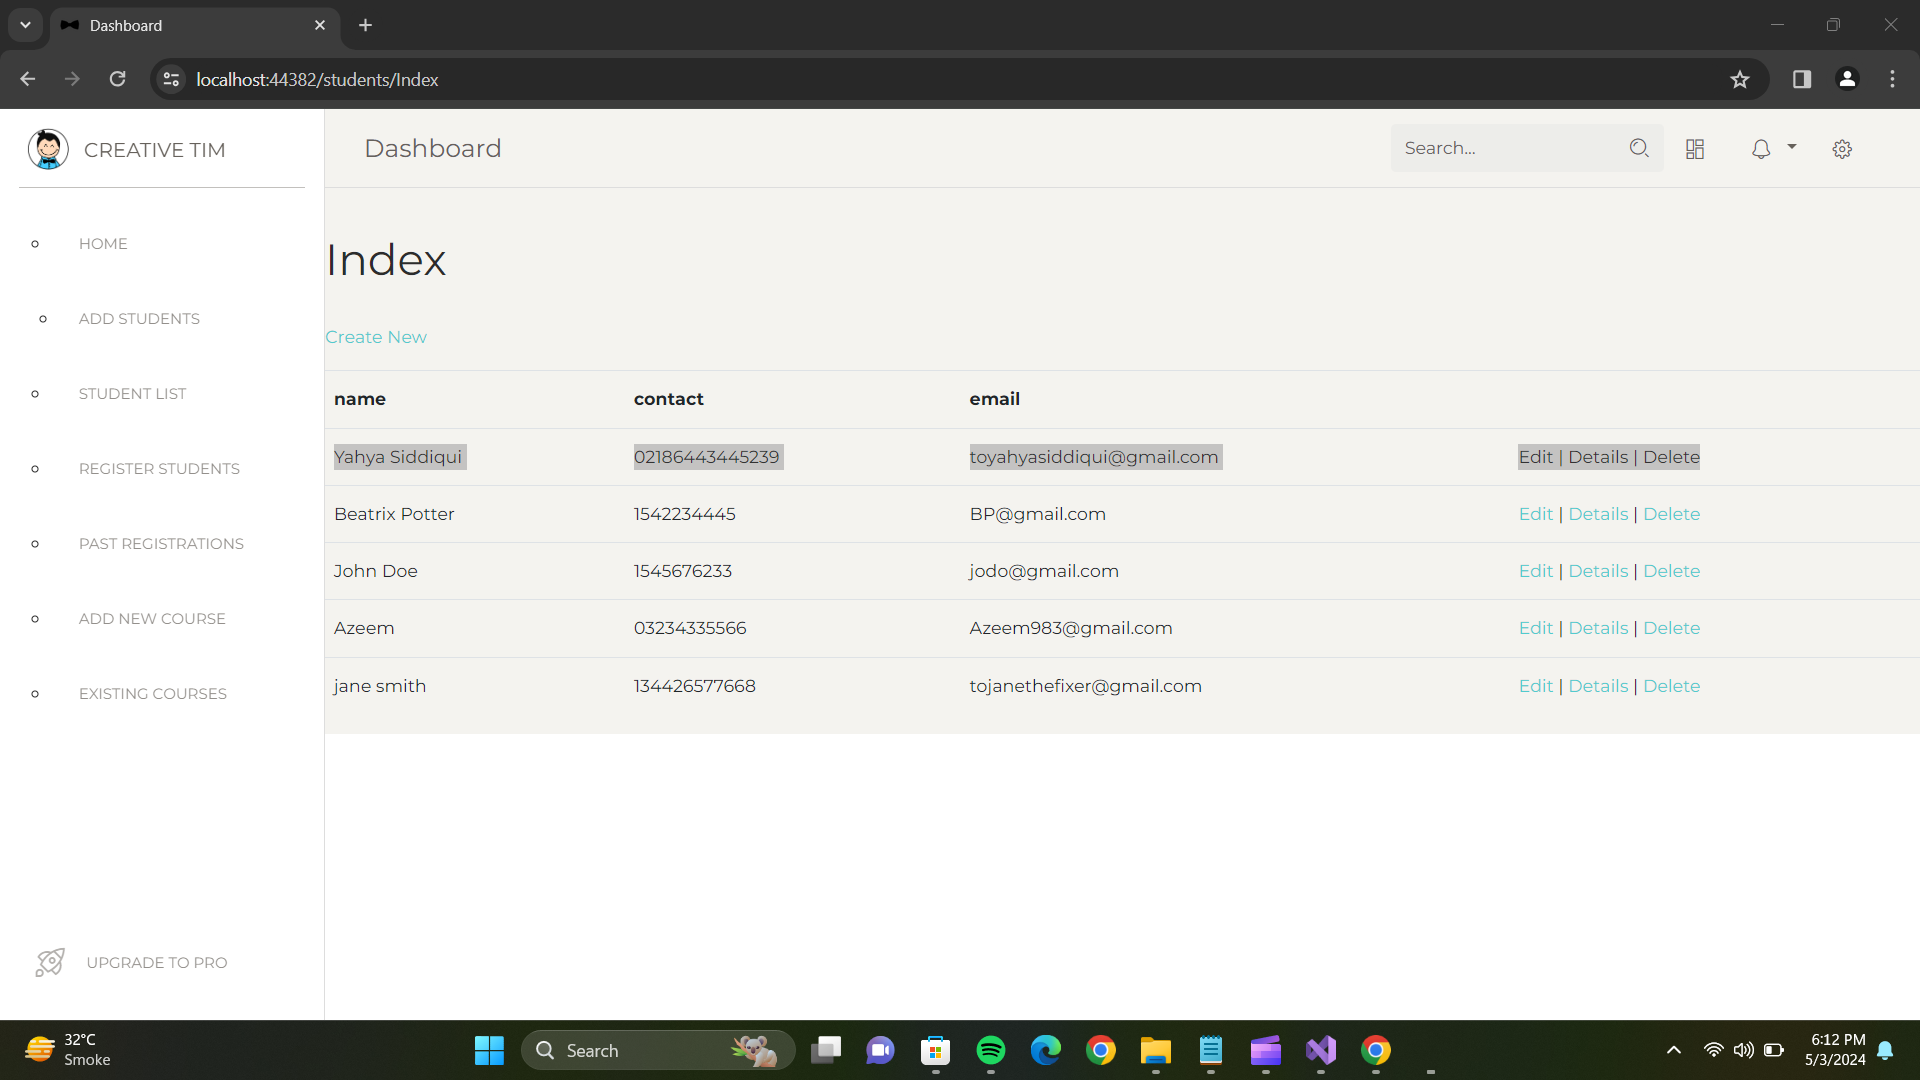 Dashboard
localhost:44382/students/Index
CREATIVE TIM
Dashboard
Search...
HOME
ADD STUDENTS
STUDENT LIST
REGISTER STUDENTS
PAST REGISTRATIONS
ADD NEW COURSE
EXISTING COURSES
UPGRADE TO PRO
Index
Create New
name contact email
Yahya Siddiqui 02186443445239 toyahyasiddiqui@gmail.com Edit | Details | Delete
Beatrix Potter 1542234445 BP@gmail.com Edit | Details | Delete
John Doe 1545676233 jodo@gmail.com Edit | Details | Delete
Azeem 03234335566 Azeem983@gmail.com Edit | Details | Delete
jane smith 134426577668 tojanethefixer@gmail.com Edit | Details | Delete
32°C
Smoke
Search
6:12 PM
5/3/2024